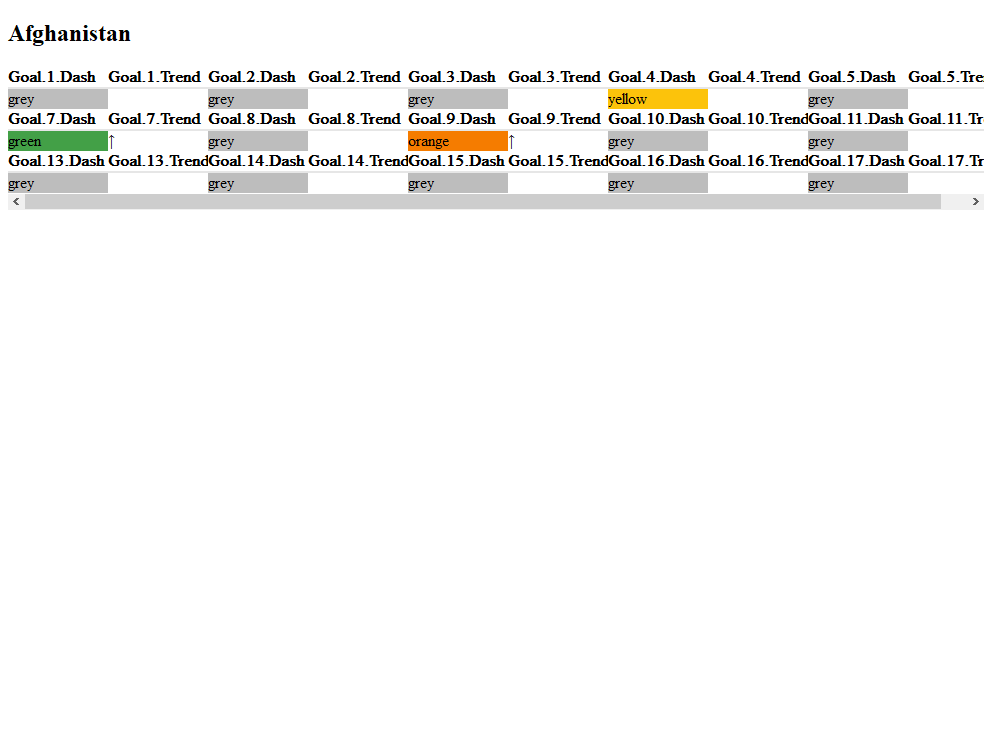 Afghanistan
Goal.1.Dash Goal.1.Trend Goal.2.Dash Goal.2.Trend Goal.3.Dash Goal.3.Trend Goal.4.Dash Goal.4.Trend Goal.5.Dash Goal.5.Tre
grey grey grey yellow grey
Goal.7.Dash Goal.7.Trend Goal.8.Dash Goal.8.Trend Goal.9.Dash Goal.9.Trend Goal.10.Dash Goal.10.Trend Goal.11.Dash Goal.11.Tr
green ↑ grey orange ↑ grey grey
Goal.13.Dash Goal.13.Trend Goal.14.Dash Goal.14.Trend Goal.15.Dash Goal.15.Trend Goal.16.Dash Goal.16.Trend Goal.17.Dash Goal.17.Tr
grey grey grey grey grey